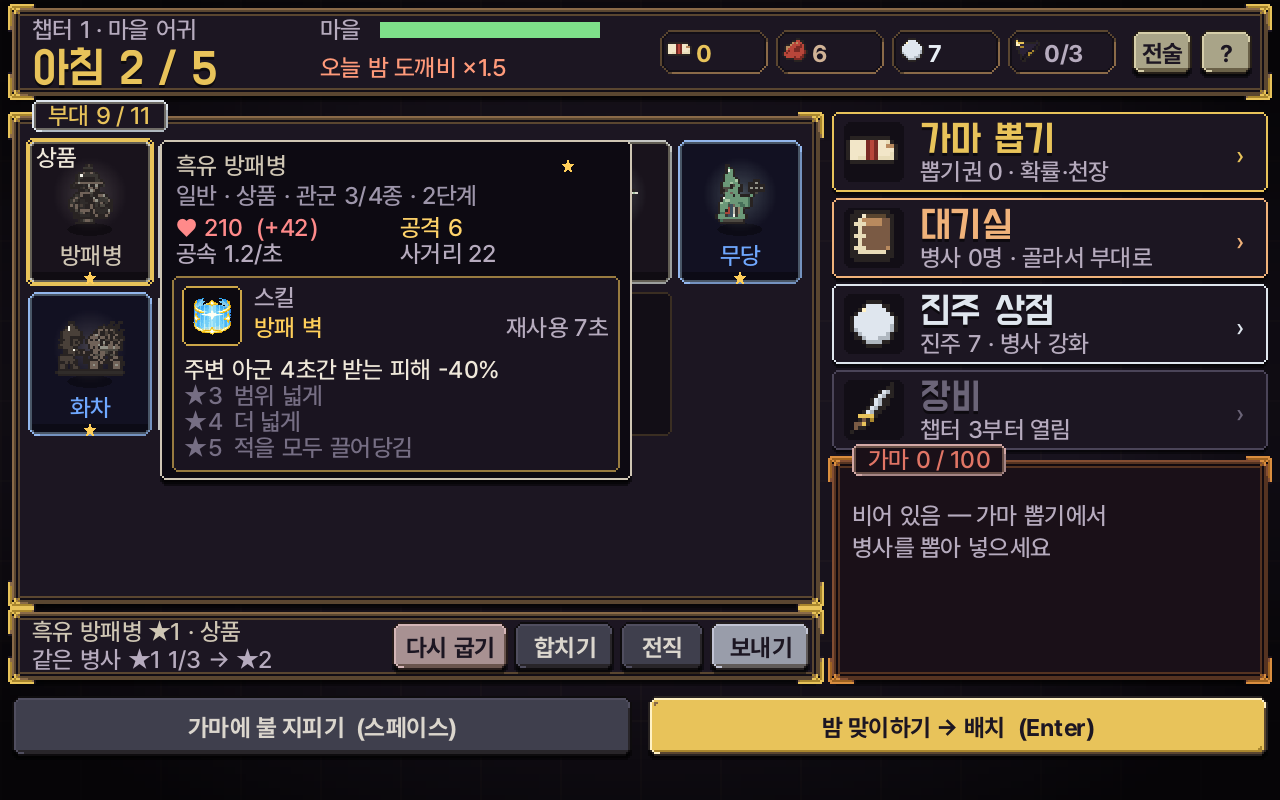 챕터 1 · 마을 어귀
아침 2 / 5
마을
오늘 밤 도깨비 ×1.5
0
6
7
0/3
전술
?
부대 9 / 11
상품
방패병
흑유 방패병
일반 · 상품 · 관군 3/4종 · 2단계
210 (+42)
공격 6
공속 1.2/초
사거리 22
스킬
방패 벽
재사용 7초
주변 아군 4초간 받는 피해 -40%
★3 범위 넓게
★4 더 넓게
★5 적을 모두 끌어당김
무당
화차
가마 뽑기
뽑기권 0 · 확률·천장
›
대기실
병사 0명 · 골라서 부대로
›
진주 상점
진주 7 · 병사 강화
›
장비
챕터 3부터 열림
›
가마 0 / 100
비어 있음 — 가마 뽑기에서
병사를 뽑아 넣으세요
흑유 방패병 ★1 · 상품
같은 병사 ★1 1/3 → ★2
다시 굽기
합치기
전직
보내기
가마에 불 지피기 (스페이스)
밤 맞이하기 → 배치 (Enter)